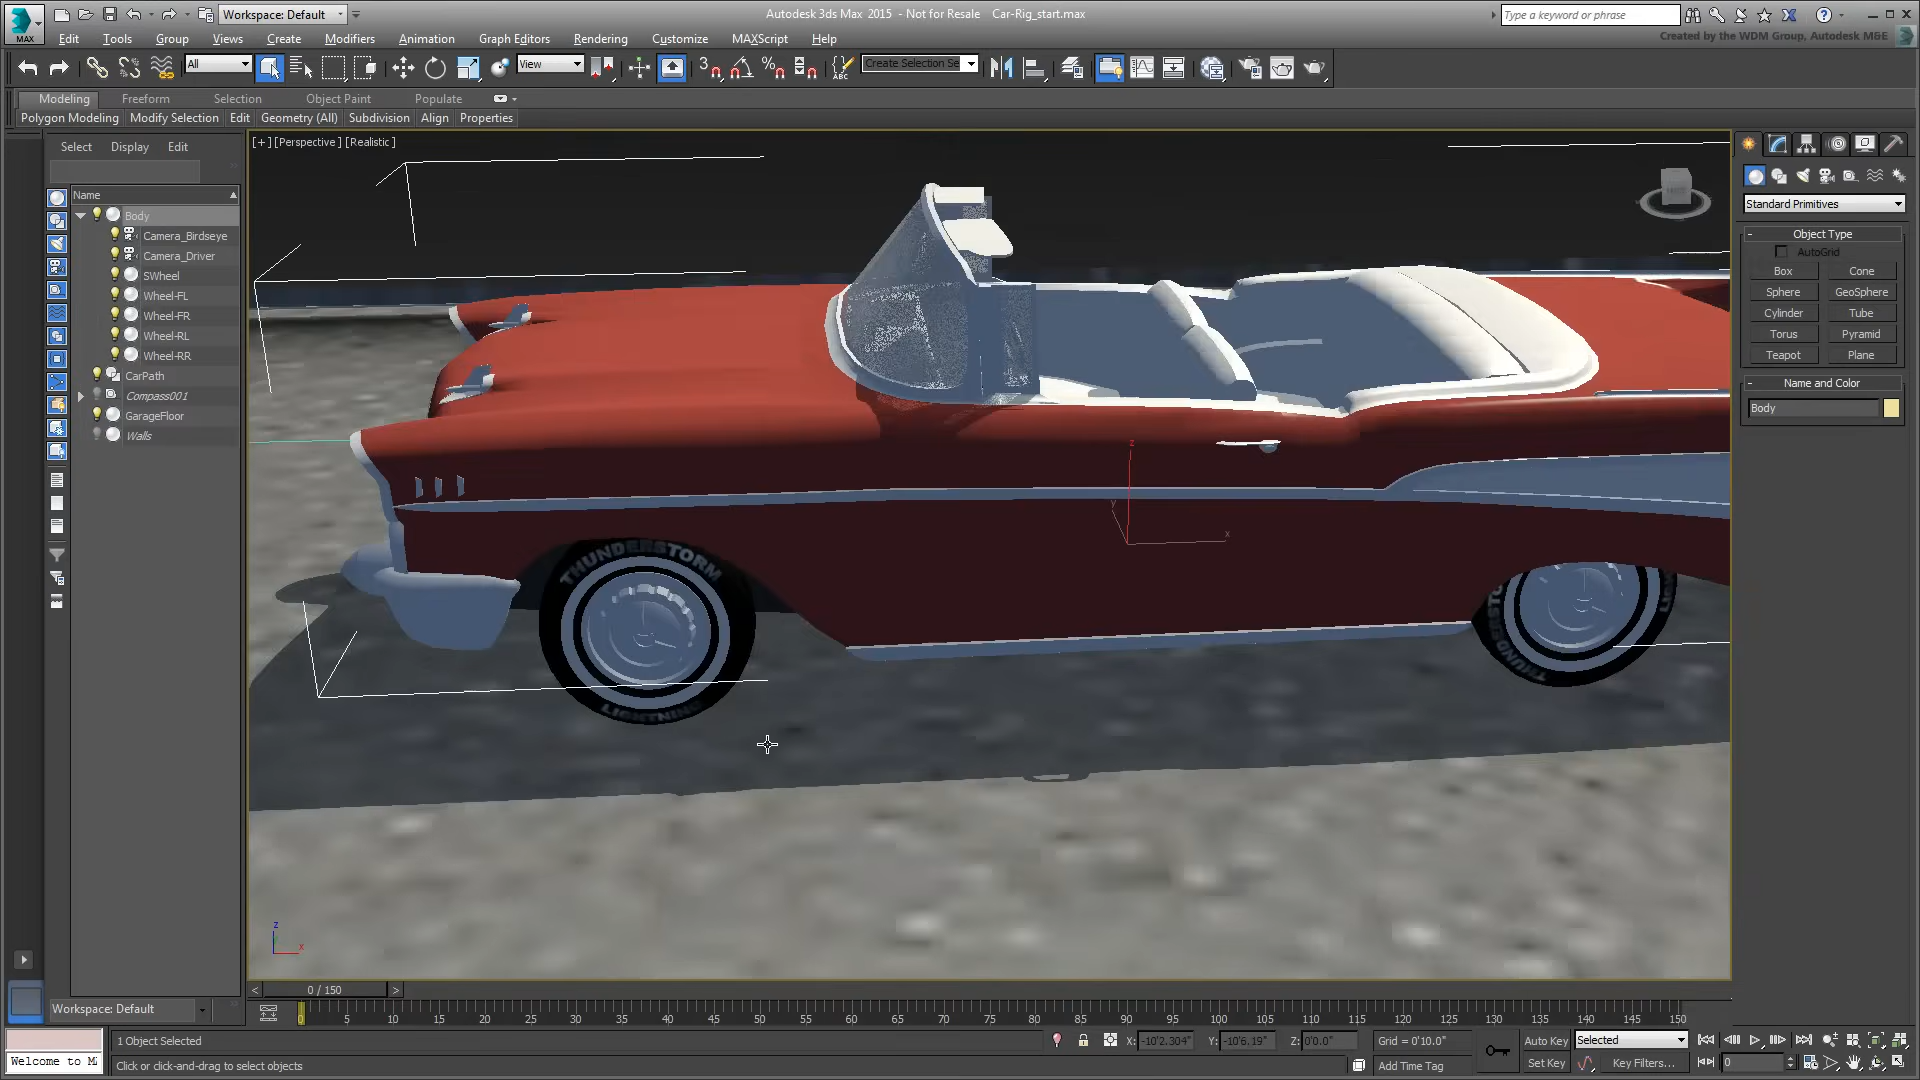 Workspace: Default
Autodesk 3ds Max 2015 - Not for Resale Car-Rig_start.max
Type a keyword or phrase
MAX
Edit Tools Group Views Create Modifiers Animation Graph Editors Rendering Customize MAXScript Help
Created by the WDM Group, Autodesk M&E
All
View
3
Create Selection Se
ABC
Modeling Freeform Selection Object Paint Populate
Polygon Modeling Modify Selection Edit Geometry (All) Subdivision Align Properties
Select Display Edit
[+] [Perspective] [Realistic]
Name
Body
Camera_Birdseye
Camera_Driver
SWheel
Wheel-FL
Wheel-FR
Wheel-RL
Wheel-RR
CarPath
Compass001
GarageFloor
Walls
Standard Primitives
- Object Type
AutoGrid
Box Cone
Sphere GeoSphere
Cylinder Tube
Torus Pyramid
Teapot Plane
- Name and Color
Body
z
y
x
THUNDERSTORM
LIGHTNING
z
x
< 0 / 150 >
Workspace: Default
0 5 10 15 20 25 30 35 40 45 50 55 60 65 70 75 80 85 90 95 100 105 110 115 120 125 130 135 140 145 150
1 Object Selected
X: -10'2.304" Y: -10'6.19" Z: 0'0.0" Grid = 0'10.0"
Auto Key Selected
Welcome to M
Click or click-and-drag to select objects
Add Time Tag
Set Key Key Filters... 0